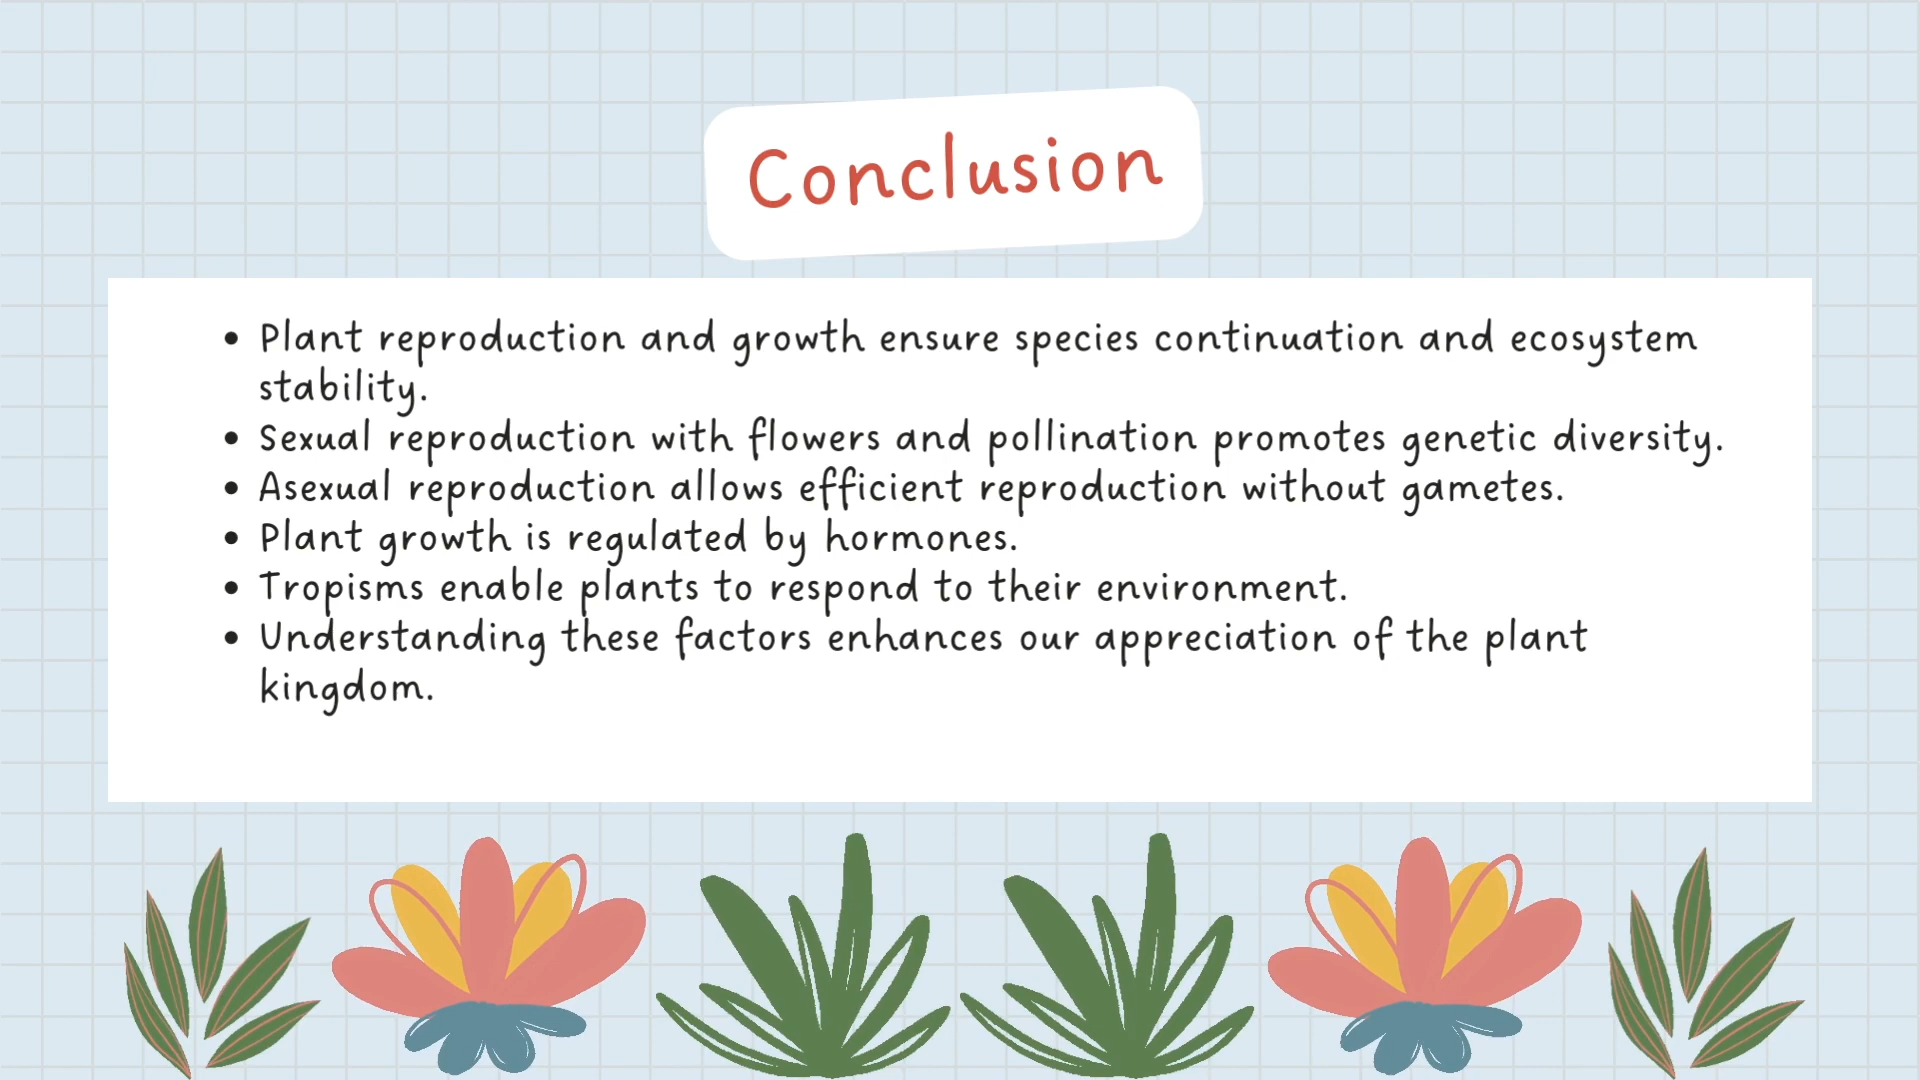 Conclusion
• Plant reproduction and growth ensure species continuation and ecosystem
stability.
• Sexual reproduction with flowers and pollination promotes genetic diversity.
• Asexual reproduction allows efficient reproduction without gametes.
• Plant growth is regulated by hormones.
• Tropisms enable plants to respond to their environment.
• Understanding these factors enhances our appreciation of the plant
kingdom.